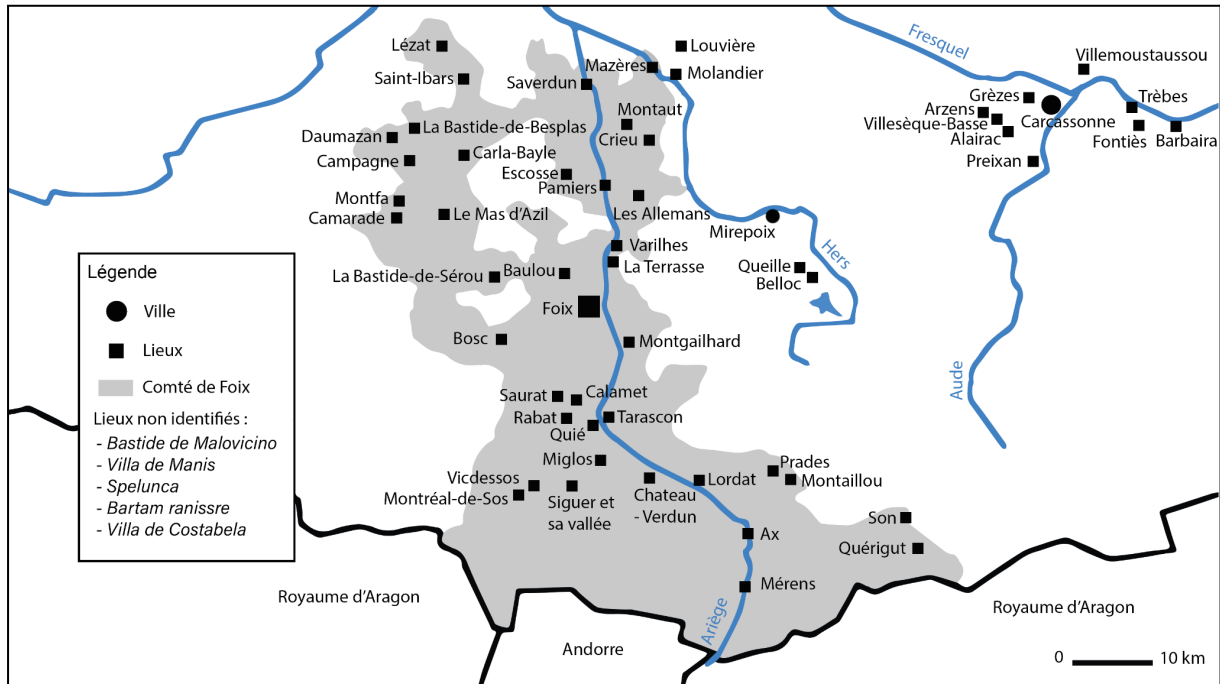 Lézat
Louvière
Fresquel
Villemoustaussou
Saint-Ibars
Saverdun
Mazères
Molandier
Grèzes
Trèbes
Arzens
Carcassonne
Villesèque-Basse
Alairac
Fontiès
Barbaira
Preixan
Montaut
Crieu
La Bastide-de-Besplas
Daumazan
Campagne
Carla-Bayle
Escosse
Pamiers
Montfa
Camarade
Le Mas d'Azil
Les Allemans
Mirepoix
Varilhes
La Terrasse
Hers
Queille
Belloc
La Bastide-de-Sérou
Baulou
Foix
Bosc
Montgailhard
Aude
Saurat
Calamet
Rabat
Tarascon
Quié
Miglos
Vicdessos
Montréal-de-Sos
Siguer et
sa vallée
Chateau
-Verdun
Lordat
Prades
Montaillou
Son
Ax
Quérigut
Mérens
Ariège
Royaume d'Aragon
Andorre
Royaume d'Aragon
0 10 km
Légende
Ville
Lieux
Comté de Foix
Lieux non identifiés :
- Bastide de Malovicino
- Villa de Manis
- Spelunca
- Bartam ranissre
- Villa de Costabela